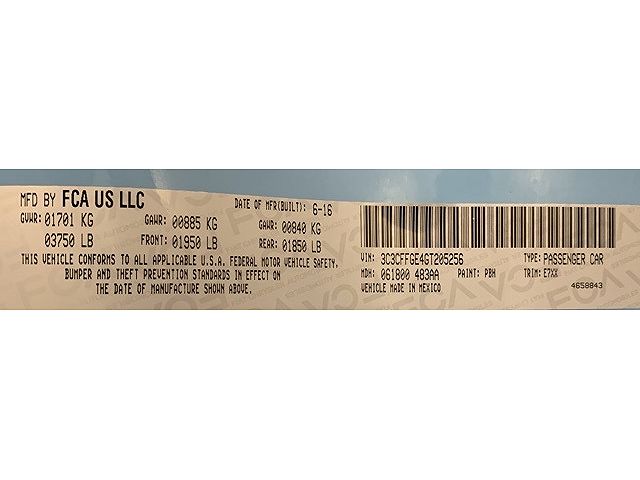 MFD BY FCA US LLC DATE OF MFR(BUILT): 6-16
GVWR: 01701 KG GAWR: 00885 KG GAWR: 00840 KG
03750 LB FRONT: 01950 LB REAR: 01850 LB
THIS VEHICLE CONFORMS TO ALL APPLICABLE U.S.A. FEDERAL MOTOR VEHICLE SAFETY,
BUMPER AND THEFT PREVENTION STANDARDS IN EFFECT ON
THE DATE OF MANUFACTURE SHOWN ABOVE.
VIN: 3C3CFFGE4GT205256 TYPE: PASSENGER CAR
MDH: 061800 483AA PAINT: PBH TRIM: E7XX
VEHICLE MADE IN MEXICO 4658843